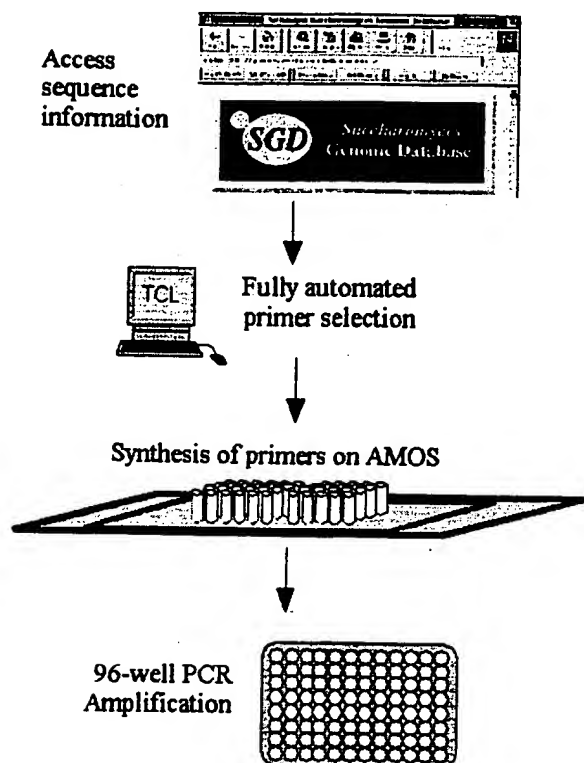 Access
sequence
information
SGD
Saccharomyces
Genomic Database
TCL
Fully automated
primer selection
Synthesis of primers on AMOS
96-well PCR
Amplification